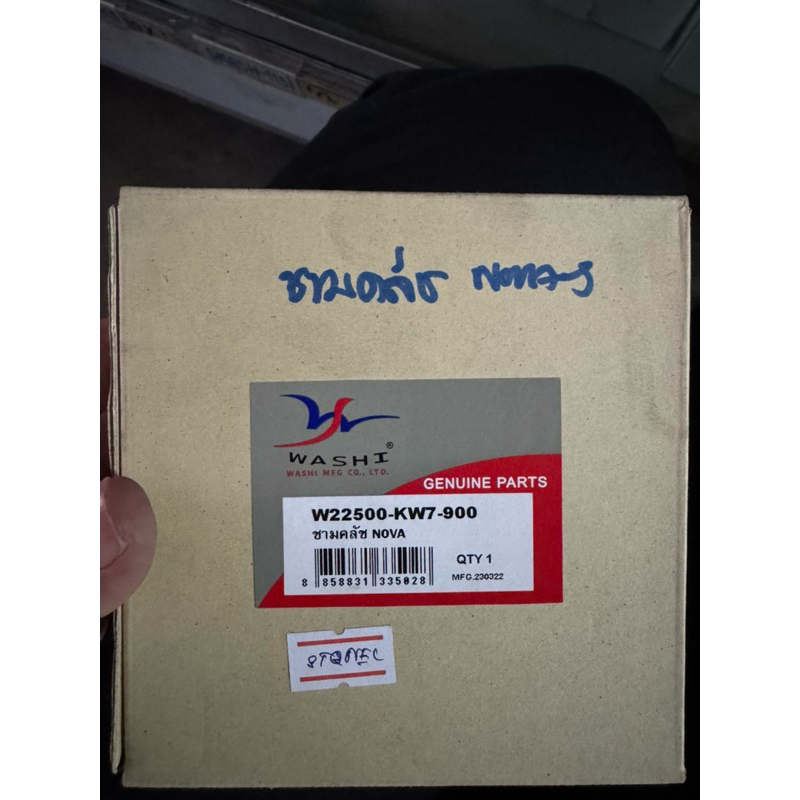 ชามคลัช NOVA-S
WASHI®
WASHI MFG CO., LTD.
GENUINE PARTS
W22500-KW7-900
ชามคลัช NOVA
QTY 1
8 858831 335028
MFG.230322